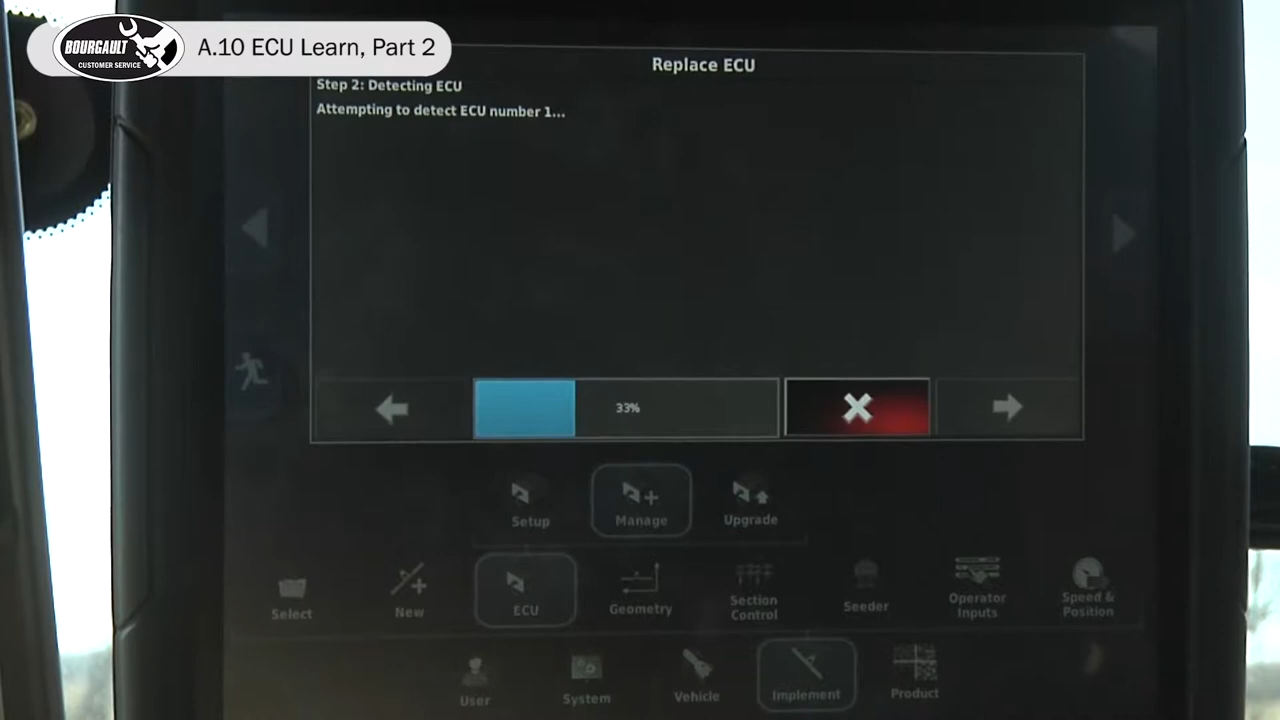 BOURGAULT
CUSTOMER SERVICE
A.10 ECU Learn, Part 2
Replace ECU
Step 2: Detecting ECU
Attempting to detect ECU number 1...
33%
Setup
Manage
Upgrade
Select
New
ECU
Geometry
Section
Control
Seeder
Operator
Inputs
Speed &
Position
User
System
Vehicle
Implement
Product